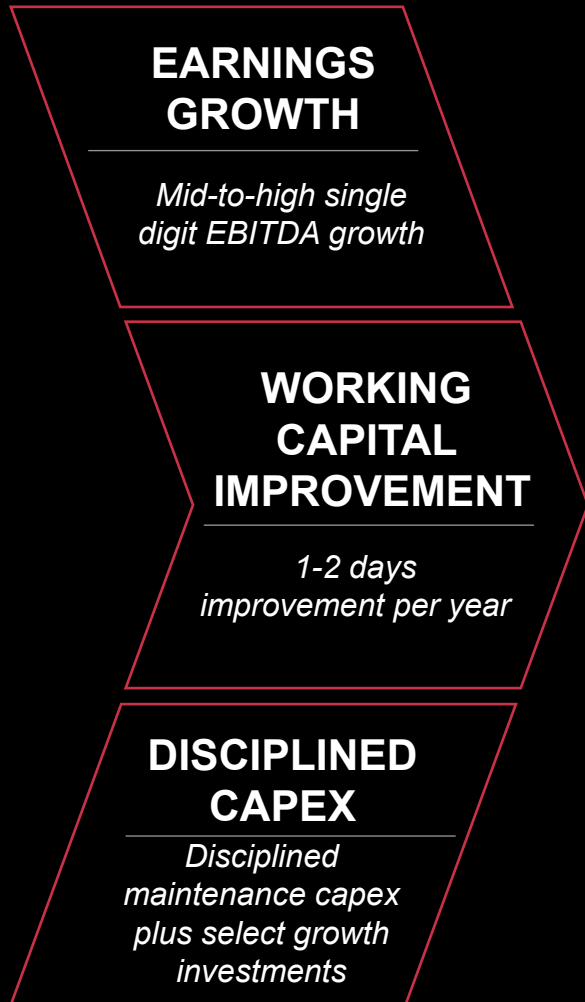 EARNINGS
GROWTH
Mid-to-high single
digit EBITDA growth
WORKING
CAPITAL
IMPROVEMENT
1-2 days
improvement per year
DISCIPLINED
CAPEX
Disciplined
maintenance capex
plus select growth
investments